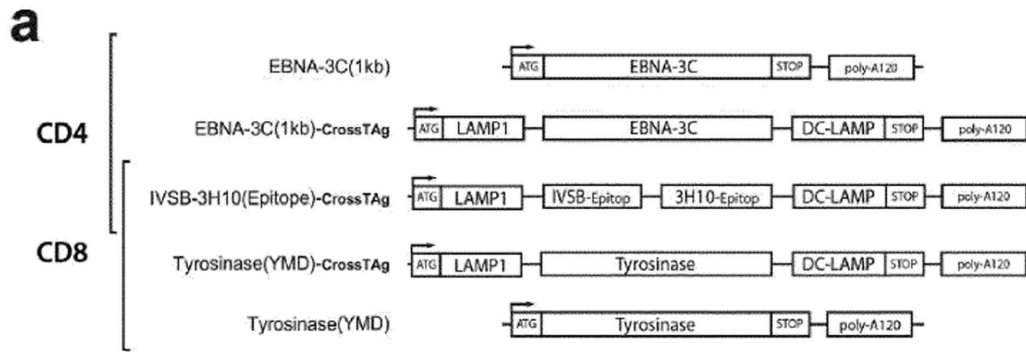 a
EBNA-3C(1kb) ATG EBNA-3C STOP poly-A120
CD4
EBNA-3C(1kb)-CrossTAg ATG LAMP1 EBNA-3C DC-LAMP STOP poly-A120
IVSB-3H10(Epitope)-CrossTAg ATG LAMP1 IVSB-Epitop 3H10-Epitop DC-LAMP STOP poly-A120
CD8
Tyrosinase(YMD)-CrossTAg ATG LAMP1 Tyrosinase DC-LAMP STOP poly-A120
Tyrosinase(YMD) ATG Tyrosinase STOP poly-A120